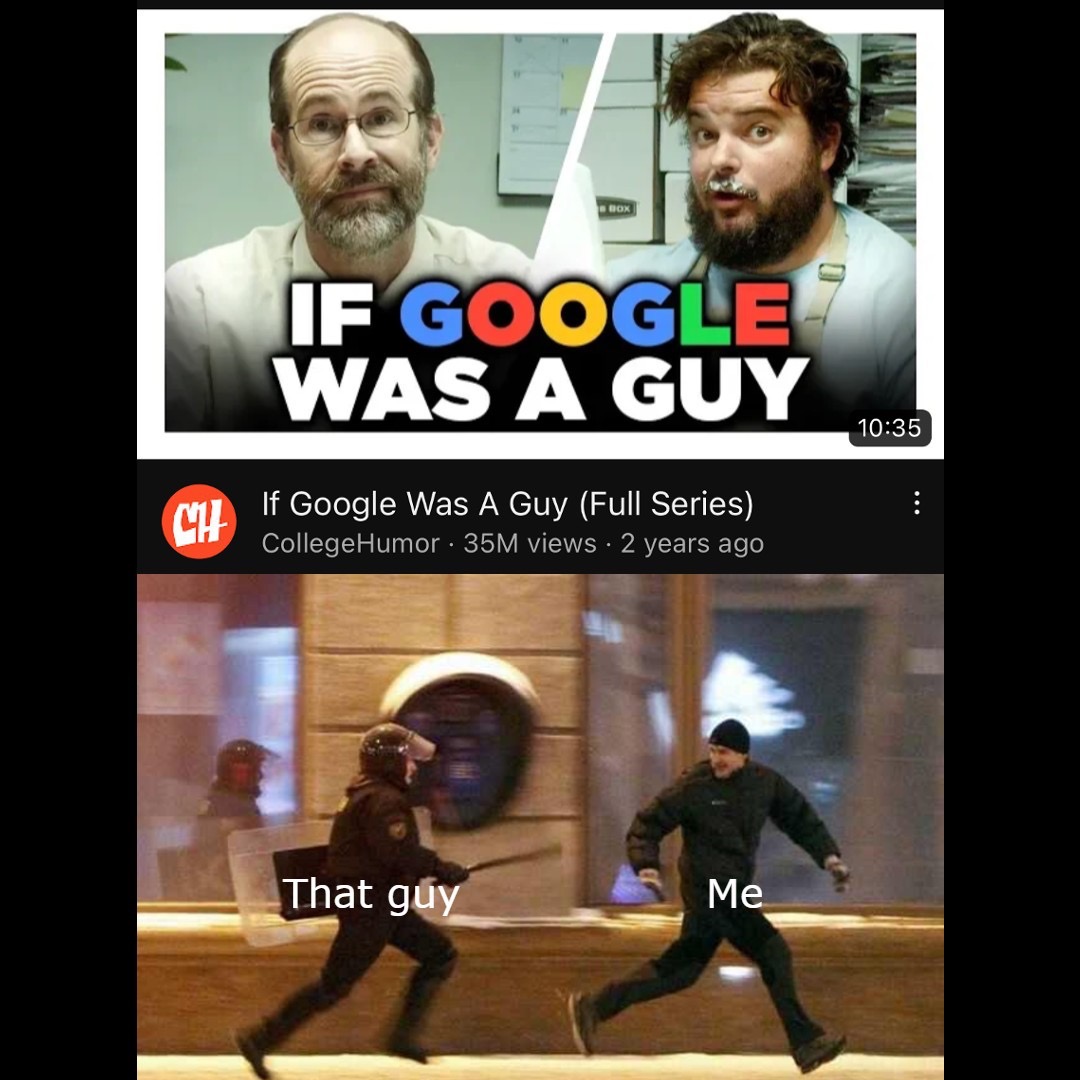 IF GOOGLE
WAS A GUY
10:35
CH
If Google Was A Guy (Full Series)
CollegeHumor · 35M views · 2 years ago
That guy
Me